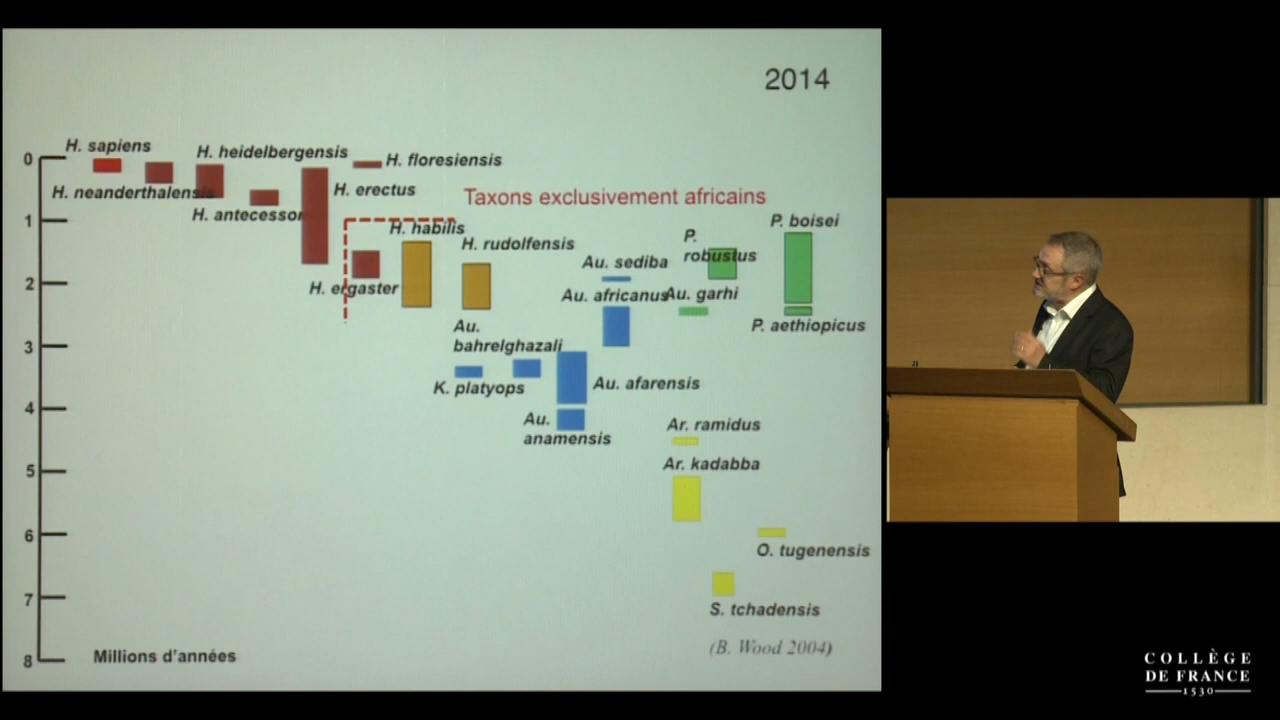 2014
H. sapiens
H. heidelbergensis
H. floresiensis
0
H. neanderthalensis
H. erectus
Taxons exclusivement africains
H. antecessor
1
H. habilis
P. boisei
H. rudolfensis
P.
robustus
Au. sediba
2
H. ergaster
Au. africanus
Au. garhi
Au.
bahrelghazali
P. aethiopicus
3
K. platyops
Au. afarensis
4
Au.
anamensis
Ar. ramidus
Ar. kadabba
5
6
O. tugenensis
7
S. tchadensis
8
Millions d'années
(B. Wood 2004)
COLLÈGE
DE FRANCE
1530